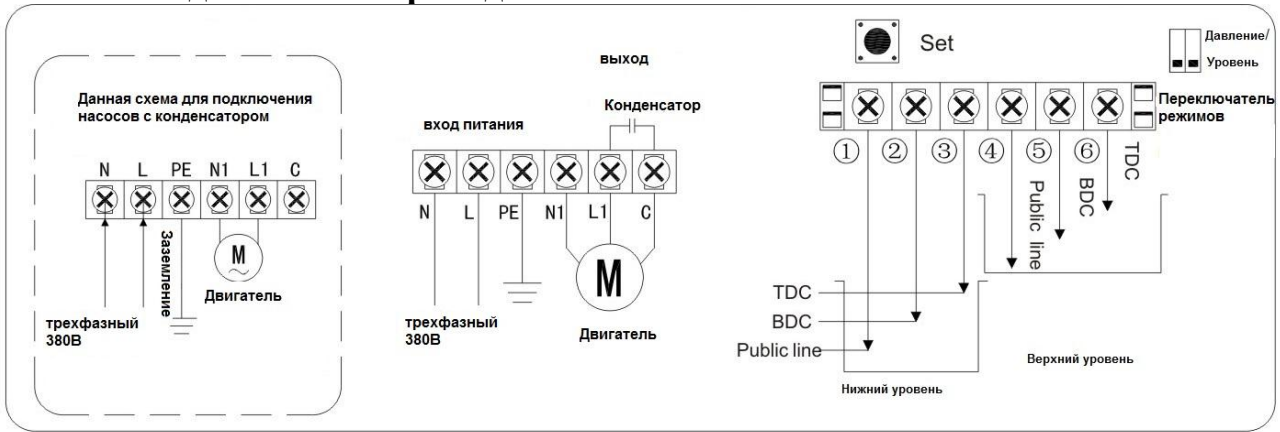 Данная схема для подключения
насосов с конденсатором
N L PE N1 L1 C
Заземление
M
Двигатель
трехфазный
380В
выход
Конденсатор
вход питания
N L PE N1 L1 C
M
трехфазный
380В
Двигатель
Set
Давление/
Уровень
Переключатель
режимов
① ② ③ ④ ⑤ ⑥
Public line
BDC
TDC
TDC
BDC
Public line
Нижний уровень
Верхний уровень